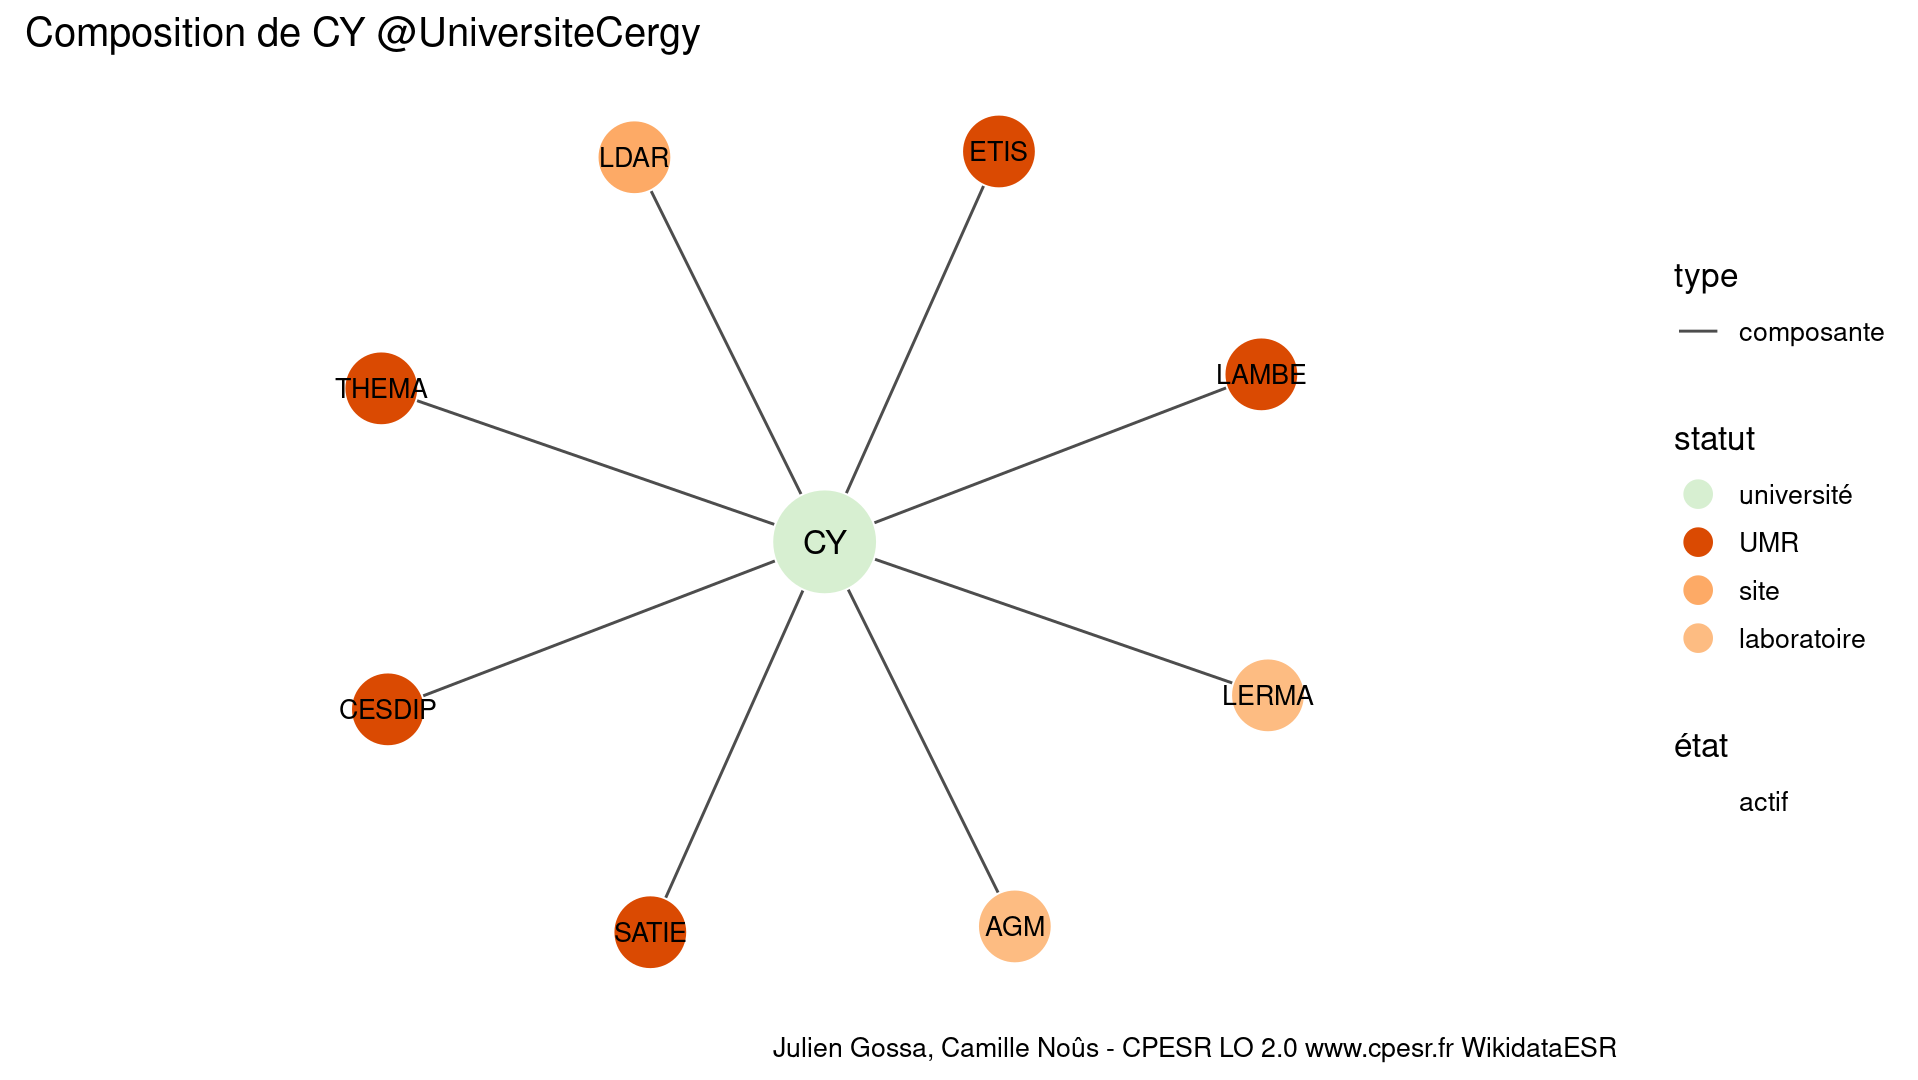 Composition de CY @UniversiteCergy
LDAR
ETIS
THEMA
LAMBE
CY
CESDIP
LERMA
SATIE
AGM
type
composante
statut
université
UMR
site
laboratoire
état
actif
Julien Gossa, Camille Noûs - CPESR LO 2.0 www.cpesr.fr WikidataESR